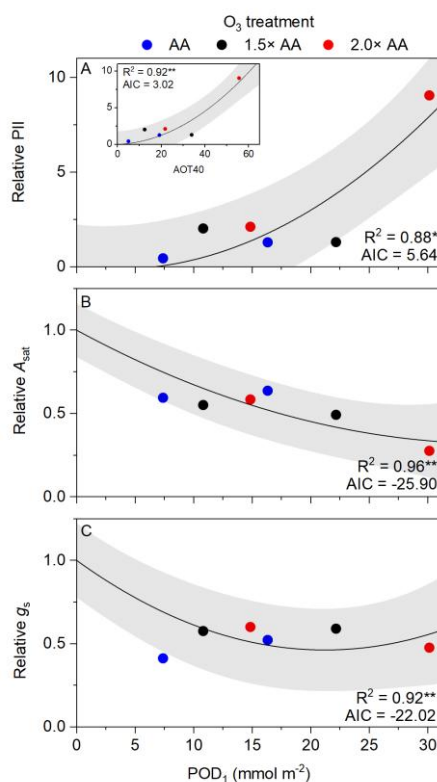 O₃ treatment
AA 1.5× AA 2.0× AA
A
R² = 0.92**
AIC = 3.02
10
5
0
0 20 40 60
AOT40
Relative PII
10
5
0
R² = 0.88*
AIC = 5.64
B
Relative Asat
1.0
0.5
0.0
R² = 0.96**
AIC = -25.90
C
Relative gs
1.0
0.5
0.0
R² = 0.92**
AIC = -22.02
0 5 10 15 20 25 30
POD₁ (mmol m⁻²)